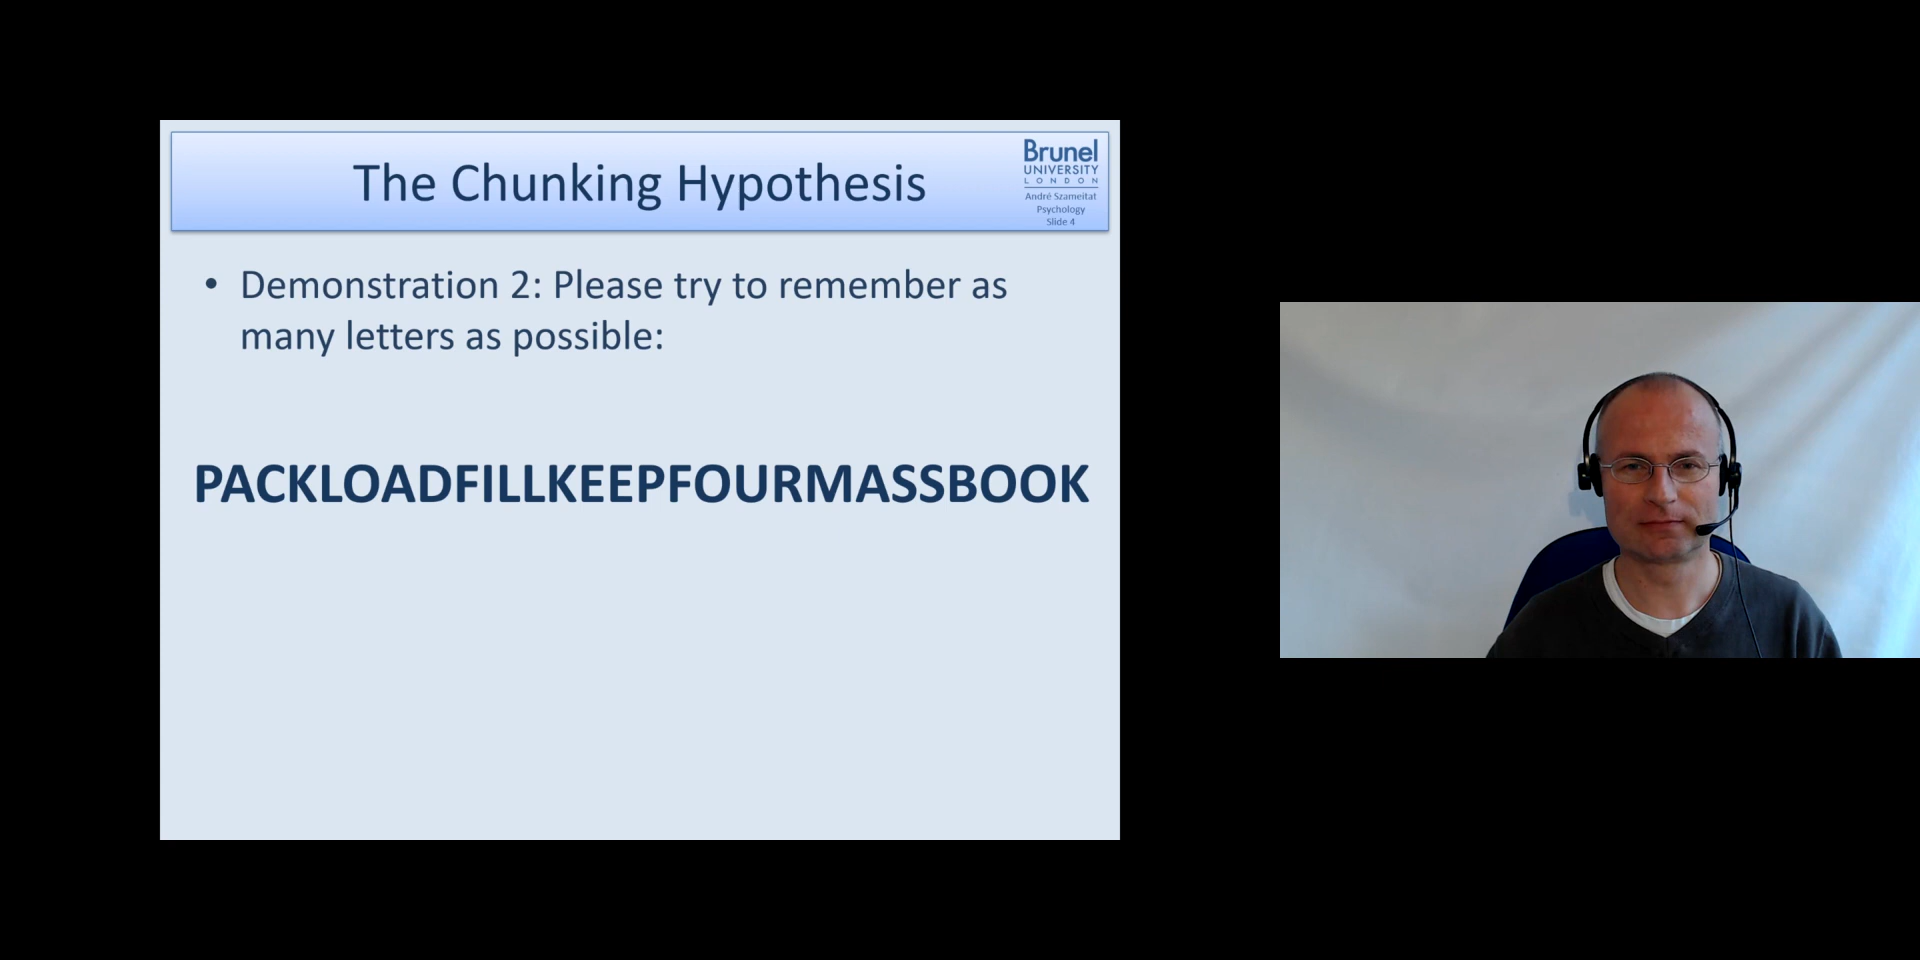 The Chunking Hypothesis
Brunel
UNIVERSITY
LONDON
André Szameitat
Psychology
Slide 4
• Demonstration 2: Please try to remember as
many letters as possible:
PACKLOADFILLKEEPFOURMASSBOOK